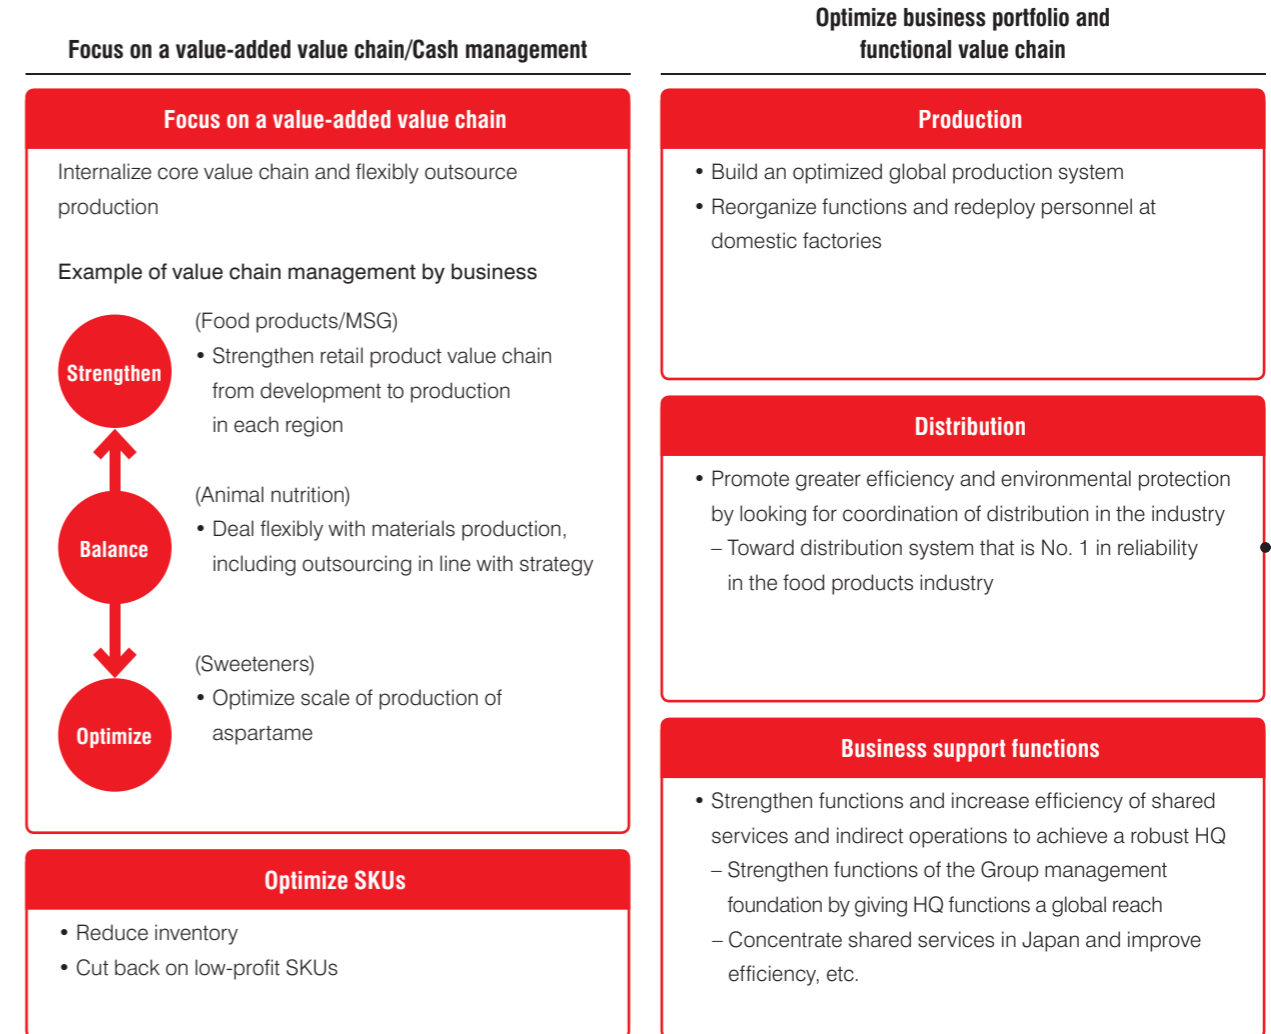 Focus on a value-added value chain/Cash management
Focus on a value-added value chain
Internalize core value chain and flexibly outsource
production
Example of value chain management by business
Strengthen
(Food products/MSG)
• Strengthen retail product value chain
from development to production
in each region
Balance
(Animal nutrition)
• Deal flexibly with materials production,
including outsourcing in line with strategy
Optimize
(Sweeteners)
• Optimize scale of production of
aspartame
Optimize SKUs
• Reduce inventory
• Cut back on low-profit SKUs
Optimize business portfolio and
functional value chain
Production
• Build an optimized global production system
• Reorganize functions and redeploy personnel at
domestic factories
Distribution
• Promote greater efficiency and environmental protection
by looking for coordination of distribution in the industry
– Toward distribution system that is No. 1 in reliability
in the food products industry
Business support functions
• Strengthen functions and increase efficiency of shared
services and indirect operations to achieve a robust HQ
– Strengthen functions of the Group management
foundation by giving HQ functions a global reach
– Concentrate shared services in Japan and improve
efficiency, etc.